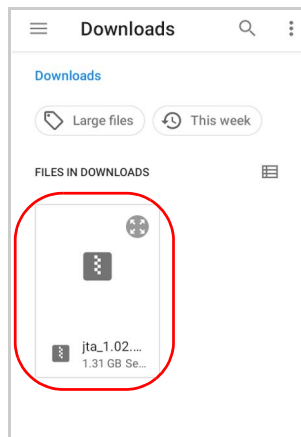 Downloads
Downloads
Large files
This week
FILES IN DOWNLOADS
jta_1.02....
1.31 GB Se...